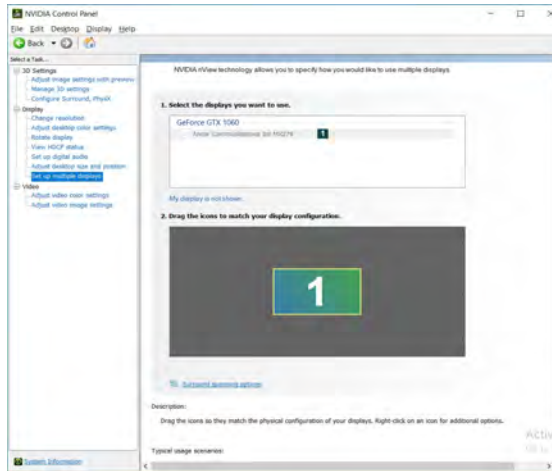 NVIDIA Control Panel
File Edit Desktop Display Help
Back
Select a Task...
3D Settings
Adjust image settings with preview
Manage 3D settings
Configure Surround, PhysX
Display
Change resolution
Adjust desktop color settings
Rotate display
View HDCP status
Set up digital audio
Adjust desktop size and position
Set up multiple displays
Video
Adjust video color settings
Adjust video image settings
System Information
NVIDIA nView technology allows you to specify how you would like to use multiple displays.
1. Select the displays you want to use.
GeForce GTX 1060
1
My display is not shown.
2. Drag the icons to match your display configuration.
1
Surround spanning options
Description:
Drag the icons so they match the physical configuration of your displays. Right-click on an icon for additional options.
Typical usage scenarios: